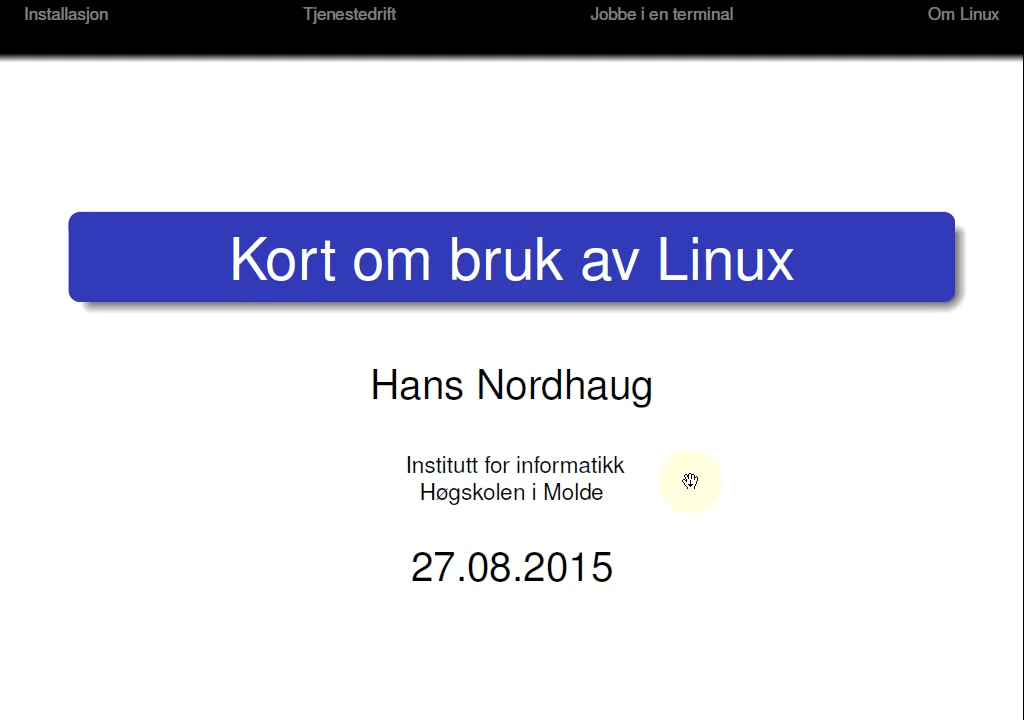 Installasjon Tjenestedrift Jobbe i en terminal Om Linux
Kort om bruk av Linux
Hans Nordhaug
Institutt for informatikk
Høgskolen i Molde
27.08.2015